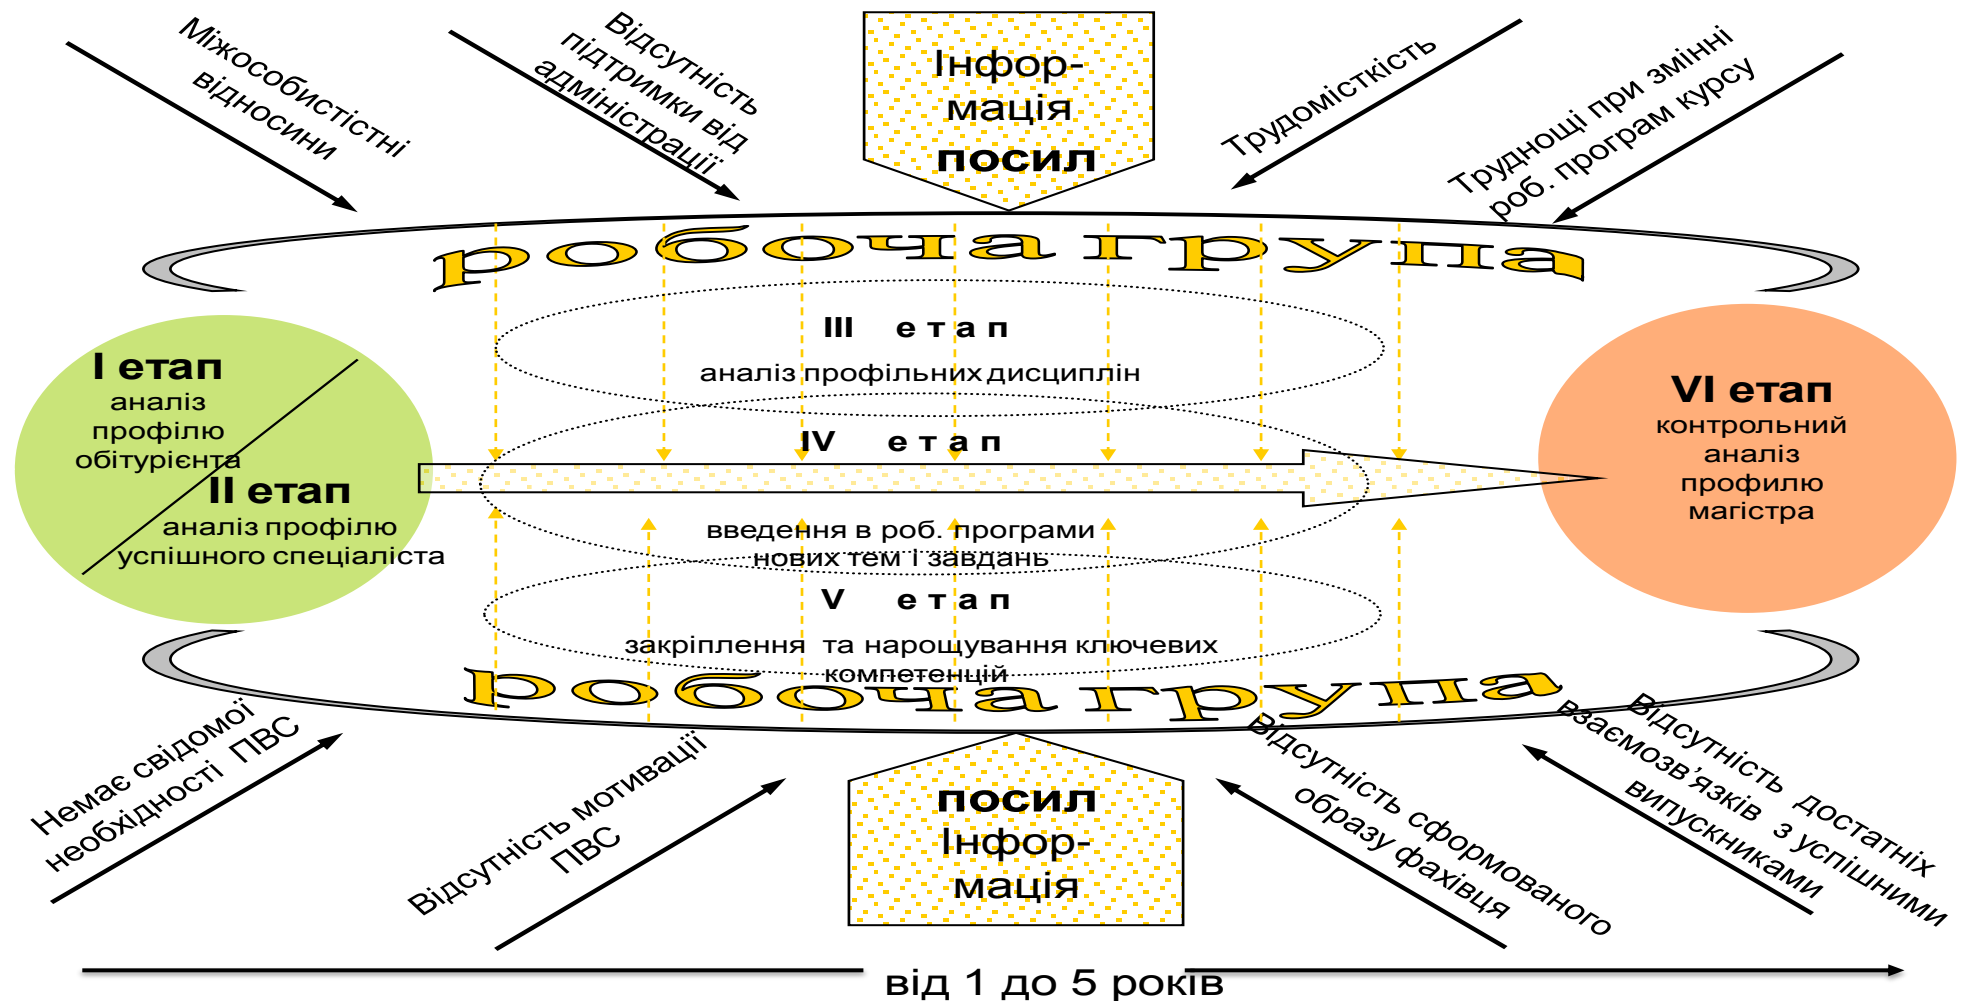 Міжособистістні
відносини
Відсутність
підтримки від
адміністрації
Інфор-
мація
посил
Трудомісткість
Труднощі при змінні
роб. програм курсу
робоча група
I етап
аналіз
профілю
обітурієнта
II етап
аналіз профілю
успішного спеціаліста
III етап
аналіз профільних дисциплін
IV етап
введення в роб. програми
нових тем і завдань
V етап
закріплення та нарощування ключевих
компетенцій
VI етап
контрольний
аналіз
профилю
магістра
робоча група
Немає свідомої
необхідності ПВС
Відсутність мотивації
ПВС
посил
Інфор-
мація
Відсутність сформованого
образу фахівця
Відсутність достатніх
взаємозв’язків з успішними
випускниками
від 1 до 5 років